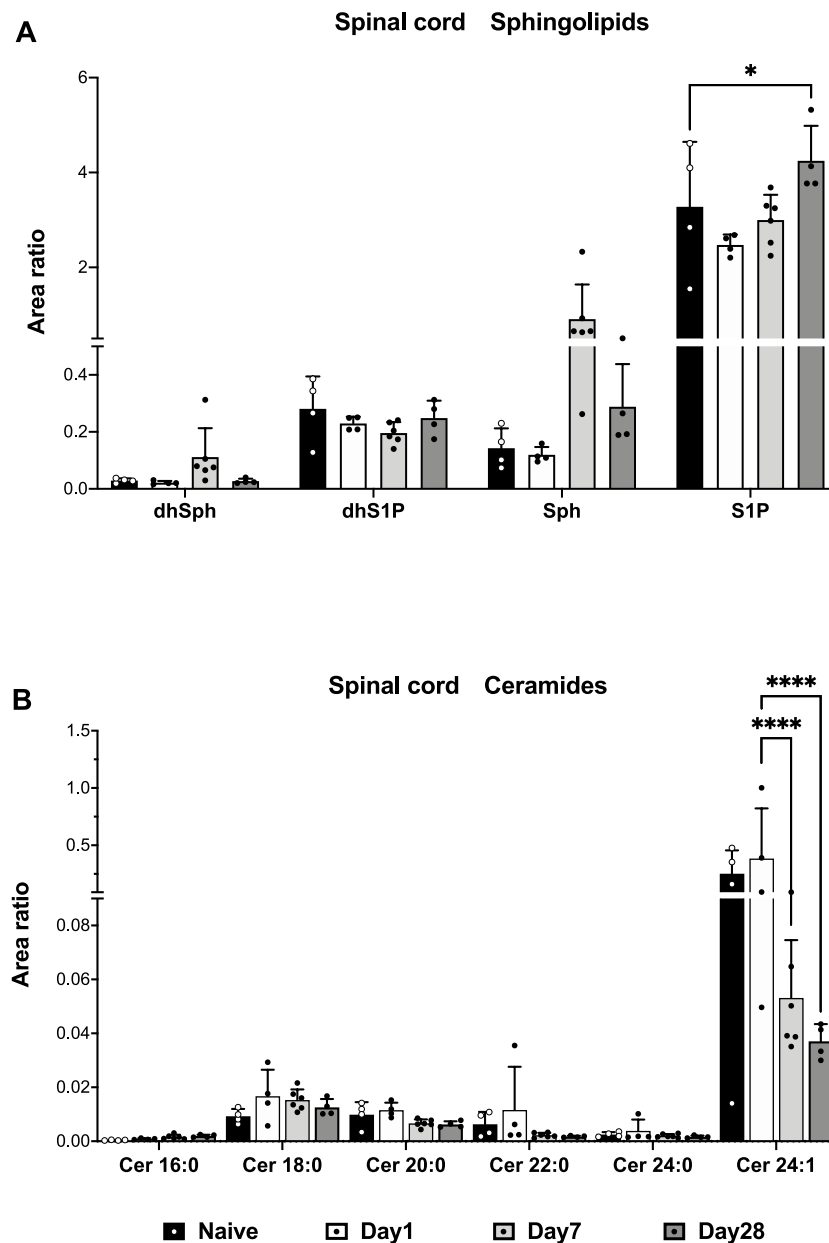 A
Spinal cord Sphingolipids
Area ratio
6
4
2
0.4
0.2
0.0
*
dhSph dhS1P Sph S1P
B
Spinal cord Ceramides
Area ratio
1.5
1.0
0.5
0.08
0.06
0.04
0.02
0.00
****
****
Cer 16:0 Cer 18:0 Cer 20:0 Cer 22:0 Cer 24:0 Cer 24:1
Naive Day1 Day7 Day28